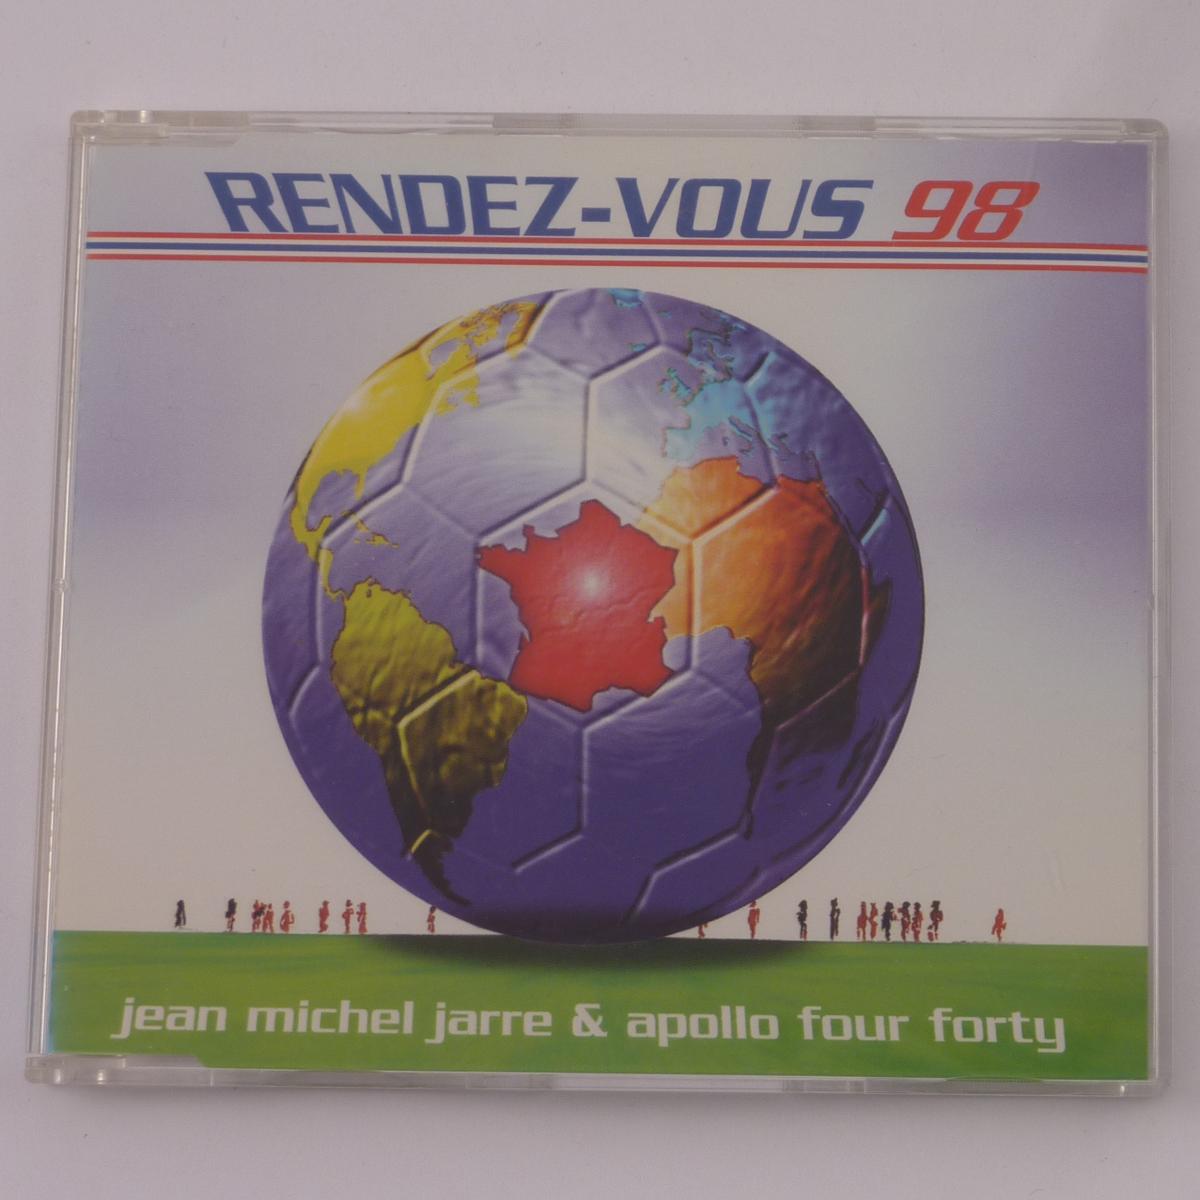 RENDEZ-VOUS 98
jean michel jarre & apollo four forty